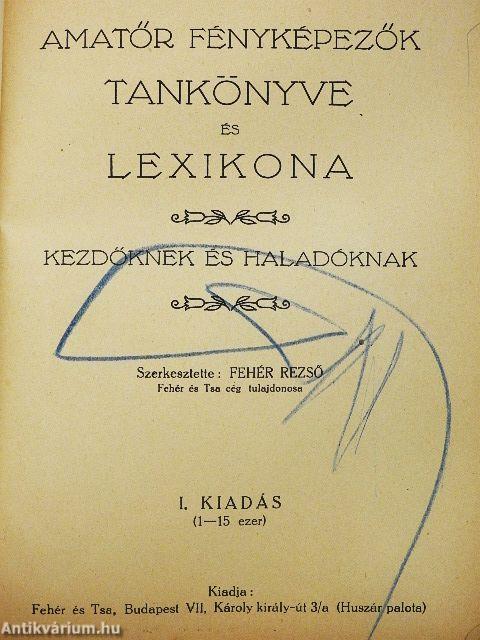 AMATŐR FÉNYKÉPEZŐK
TANKÖNYVE
ÉS
LEXIKONA
KEZDŐKNEK ÉS HALADÓKNAK
Szerkesztette: FEHÉR REZSŐ
Fehér és Tsa cég tulajdonosa
I. KIADÁS
(1—15 ezer)
Kiadja:
Fehér és Tsa, Budapest VII, Károly király-út 3/a (Huszár palota)
Antikvárium.hu